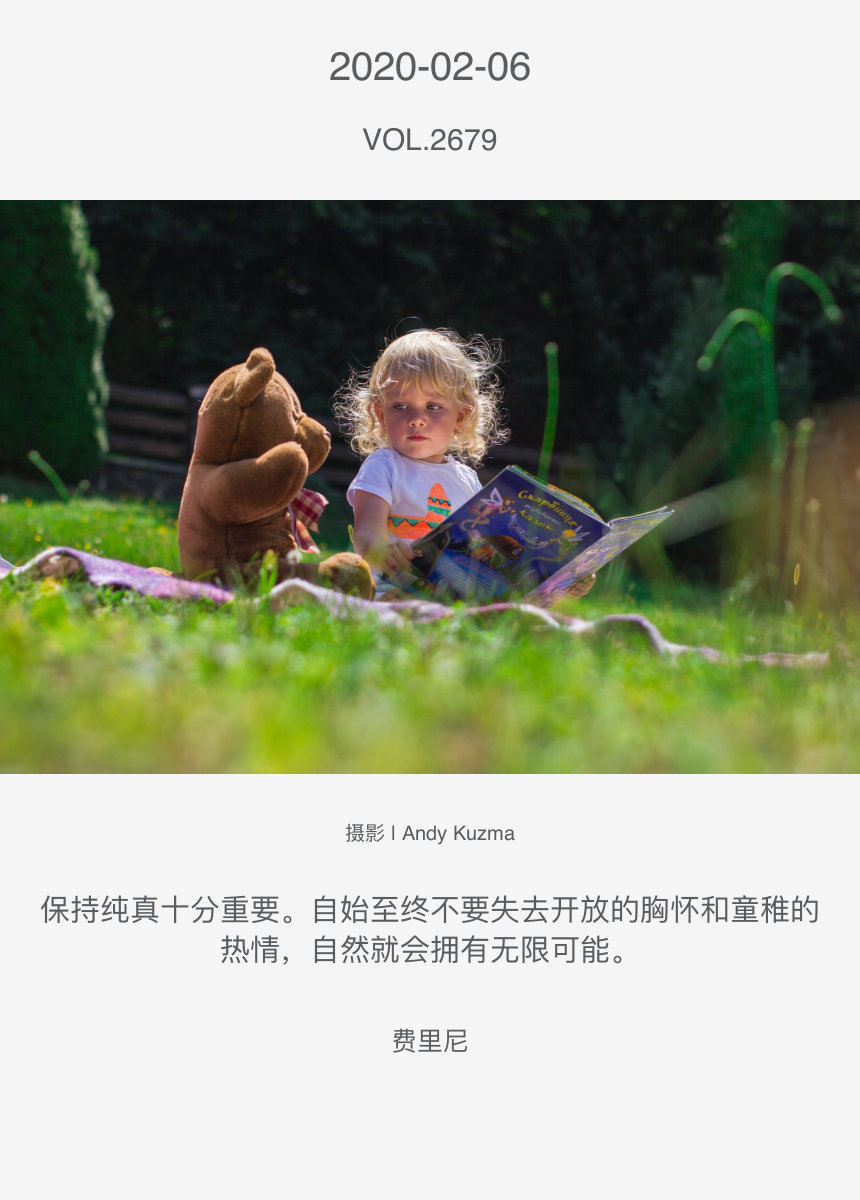 2020-02-06
VOL.2679
Скарбниця
казок
摄影 | Andy Kuzma
保持纯真十分重要。自始至终不要失去开放的胸怀和童稚的
热情，自然就会拥有无限可能。
费里尼